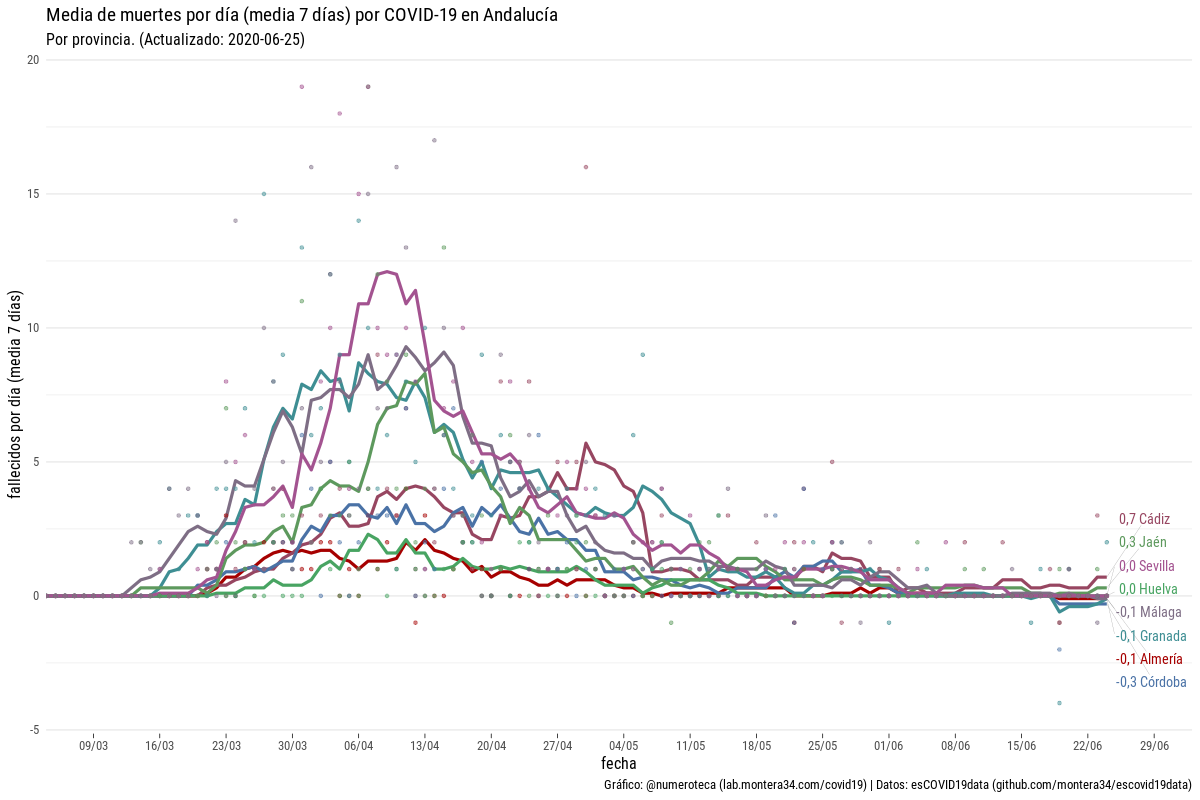 Media de muertes por día (media 7 días) por COVID-19 en Andalucía
Por provincia. (Actualizado: 2020-06-25)
fallecidos por día (media 7 días)
20
15
10
5
0
-5
0,7 Cádiz
0,3 Jaén
0,0 Sevilla
0,0 Huelva
-0,1 Málaga
-0,1 Granada
-0,1 Almería
-0,3 Córdoba
09/03 16/03 23/03 30/03 06/04 13/04 20/04 27/04 04/05 11/05 18/05 25/05 01/06 08/06 15/06 22/06 29/06
fecha
Gráfico: @numeroteca (lab.montera34.com/covid19) | Datos: esCOVID19data (github.com/montera34/escovid19data)